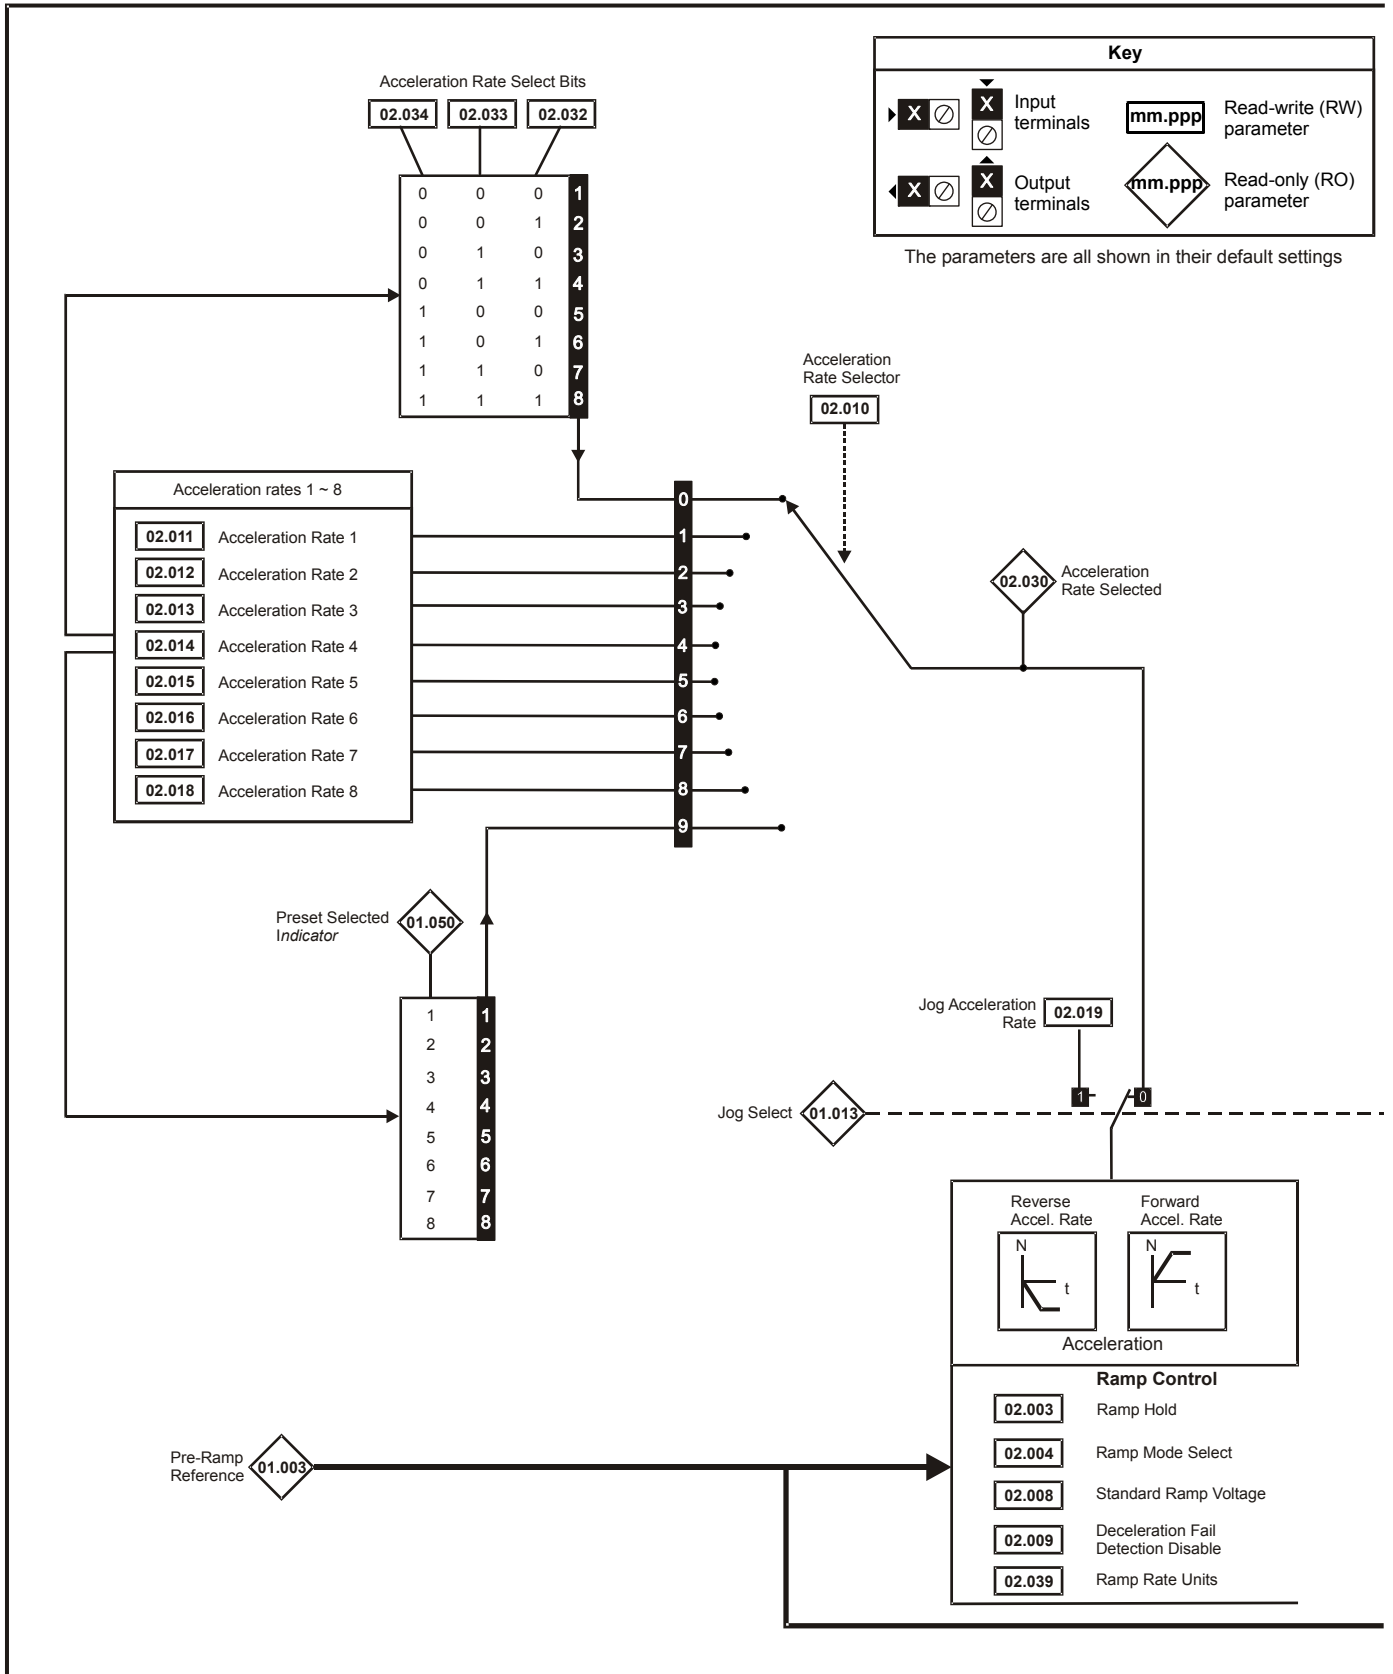 Key
X
X
Input
terminals
mm.ppp
Read-write (RW)
parameter
X
X
Output
terminals
mm.ppp
Read-only (RO)
parameter
The parameters are all shown in their default settings
Acceleration Rate Select Bits
02.034 02.033 02.032
0 0 0 1
0 0 1 2
0 1 0 3
0 1 1 4
1 0 0 5
1 0 1 6
1 1 0 7
1 1 1 8
Acceleration
Rate Selector
02.010
Acceleration rates 1 ~ 8
02.011 Acceleration Rate 1
02.012 Acceleration Rate 2
02.013 Acceleration Rate 3
02.014 Acceleration Rate 4
02.015 Acceleration Rate 5
02.016 Acceleration Rate 6
02.017 Acceleration Rate 7
02.018 Acceleration Rate 8
0
1
2
3
4
5
6
7
8
9
02.030
Acceleration
Rate Selected
Preset Selected
Indicator
01.050
1 1
2 2
3 3
4 4
5 5
6 6
7 7
8 8
Jog Acceleration
Rate
02.019
1 0
Jog Select 01.013
Reverse
Accel. Rate
N
t
Forward
Accel. Rate
N
t
Acceleration
Ramp Control
02.003 Ramp Hold
02.004 Ramp Mode Select
02.008 Standard Ramp Voltage
02.009 Deceleration Fail
Detection Disable
02.039 Ramp Rate Units
Pre-Ramp
Reference
01.003